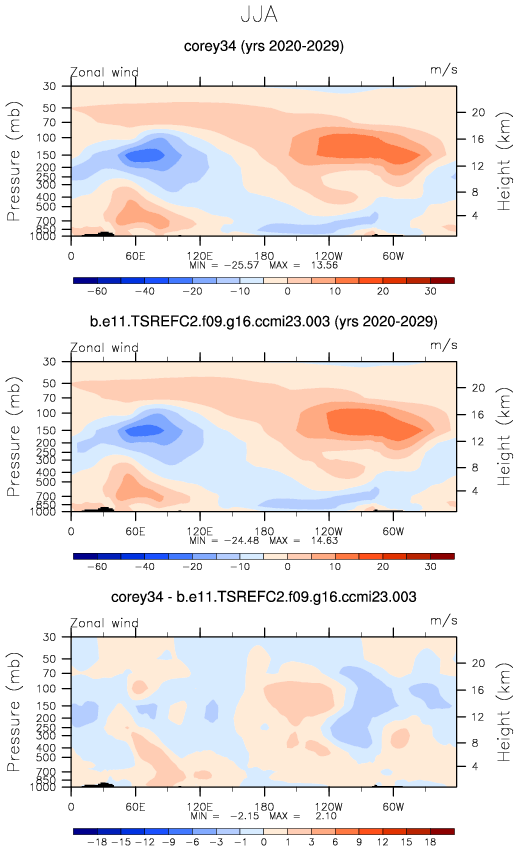 JJA
corey34 (yrs 2020-2029)
Zonal wind m/s
30
50
70
100
150
200
250
300
400
500
700
850
1000
Pressure (mb)
20
16
12
8
4
Height (km)
0 60E 120E 180 120W 60W
MIN = -25.57 MAX = 13.56
-60 -40 -20 -10 0 10 20 30
b.e11.TSREFC2.f09.g16.ccmi23.003 (yrs 2020-2029)
Zonal wind m/s
30
50
70
100
150
200
250
300
400
500
700
850
1000
Pressure (mb)
20
16
12
8
4
Height (km)
0 60E 120E 180 120W 60W
MIN = -24.48 MAX = 14.63
-60 -40 -20 -10 0 10 20 30
corey34 - b.e11.TSREFC2.f09.g16.ccmi23.003
Zonal wind m/s
30
50
70
100
150
200
250
300
400
500
700
850
1000
Pressure (mb)
20
16
12
8
4
Height (km)
0 60E 120E 180 120W 60W
MIN = -2.15 MAX = 2.10
-18 -15 -12 -9 -6 -3 -1 0 1 3 6 9 12 15 18